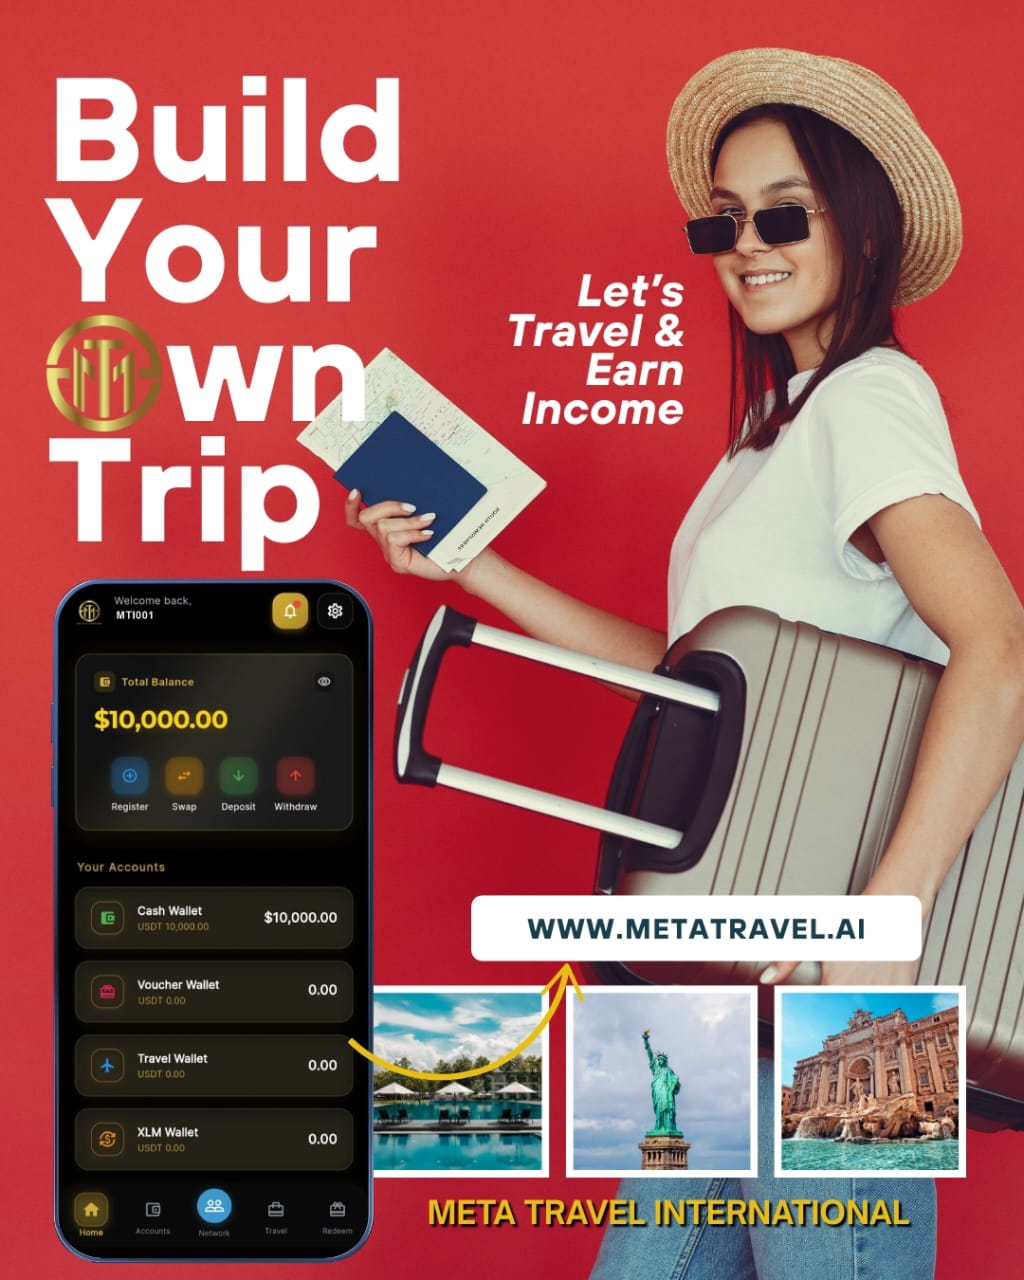 Build
Your
wn
Trip
Let's
Travel &
Earn
Income
Welcome back,
MTI001
Total Balance
$10,000.00
Register
Swap
Deposit
Withdraw
Your Accounts
Cash Wallet
USDT 10,000.00
$10,000.00
Voucher Wallet
USDT 0.00
0.00
Travel Wallet
USDT 0.00
0.00
XLM Wallet
USDT 0.00
0.00
Home
Accounts
Network
Travel
Redeem
WWW.METATRAVEL.AI
META TRAVEL INTERNATIONAL